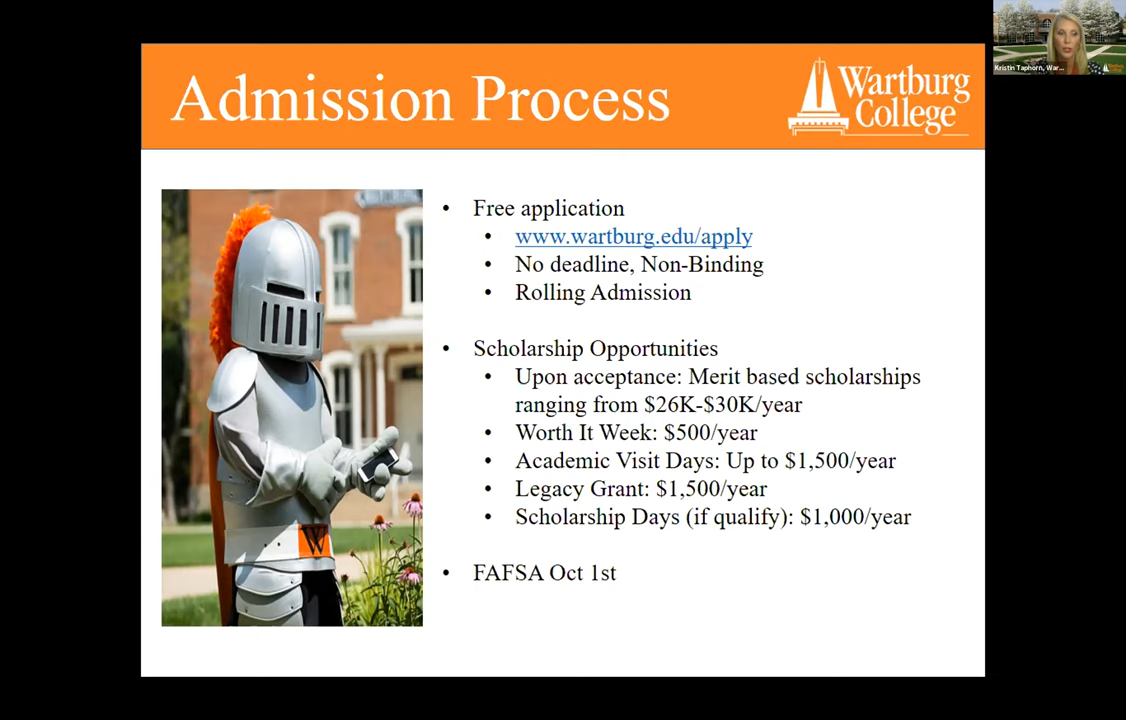 Admission Process
Wartburg
College
Kristin Taphorn, War...
• Free application
• www.wartburg.edu/apply
• No deadline, Non-Binding
• Rolling Admission
• Scholarship Opportunities
• Upon acceptance: Merit based scholarships
ranging from $26K-$30K/year
• Worth It Week: $500/year
• Academic Visit Days: Up to $1,500/year
• Legacy Grant: $1,500/year
• Scholarship Days (if qualify): $1,000/year
• FAFSA Oct 1st
W